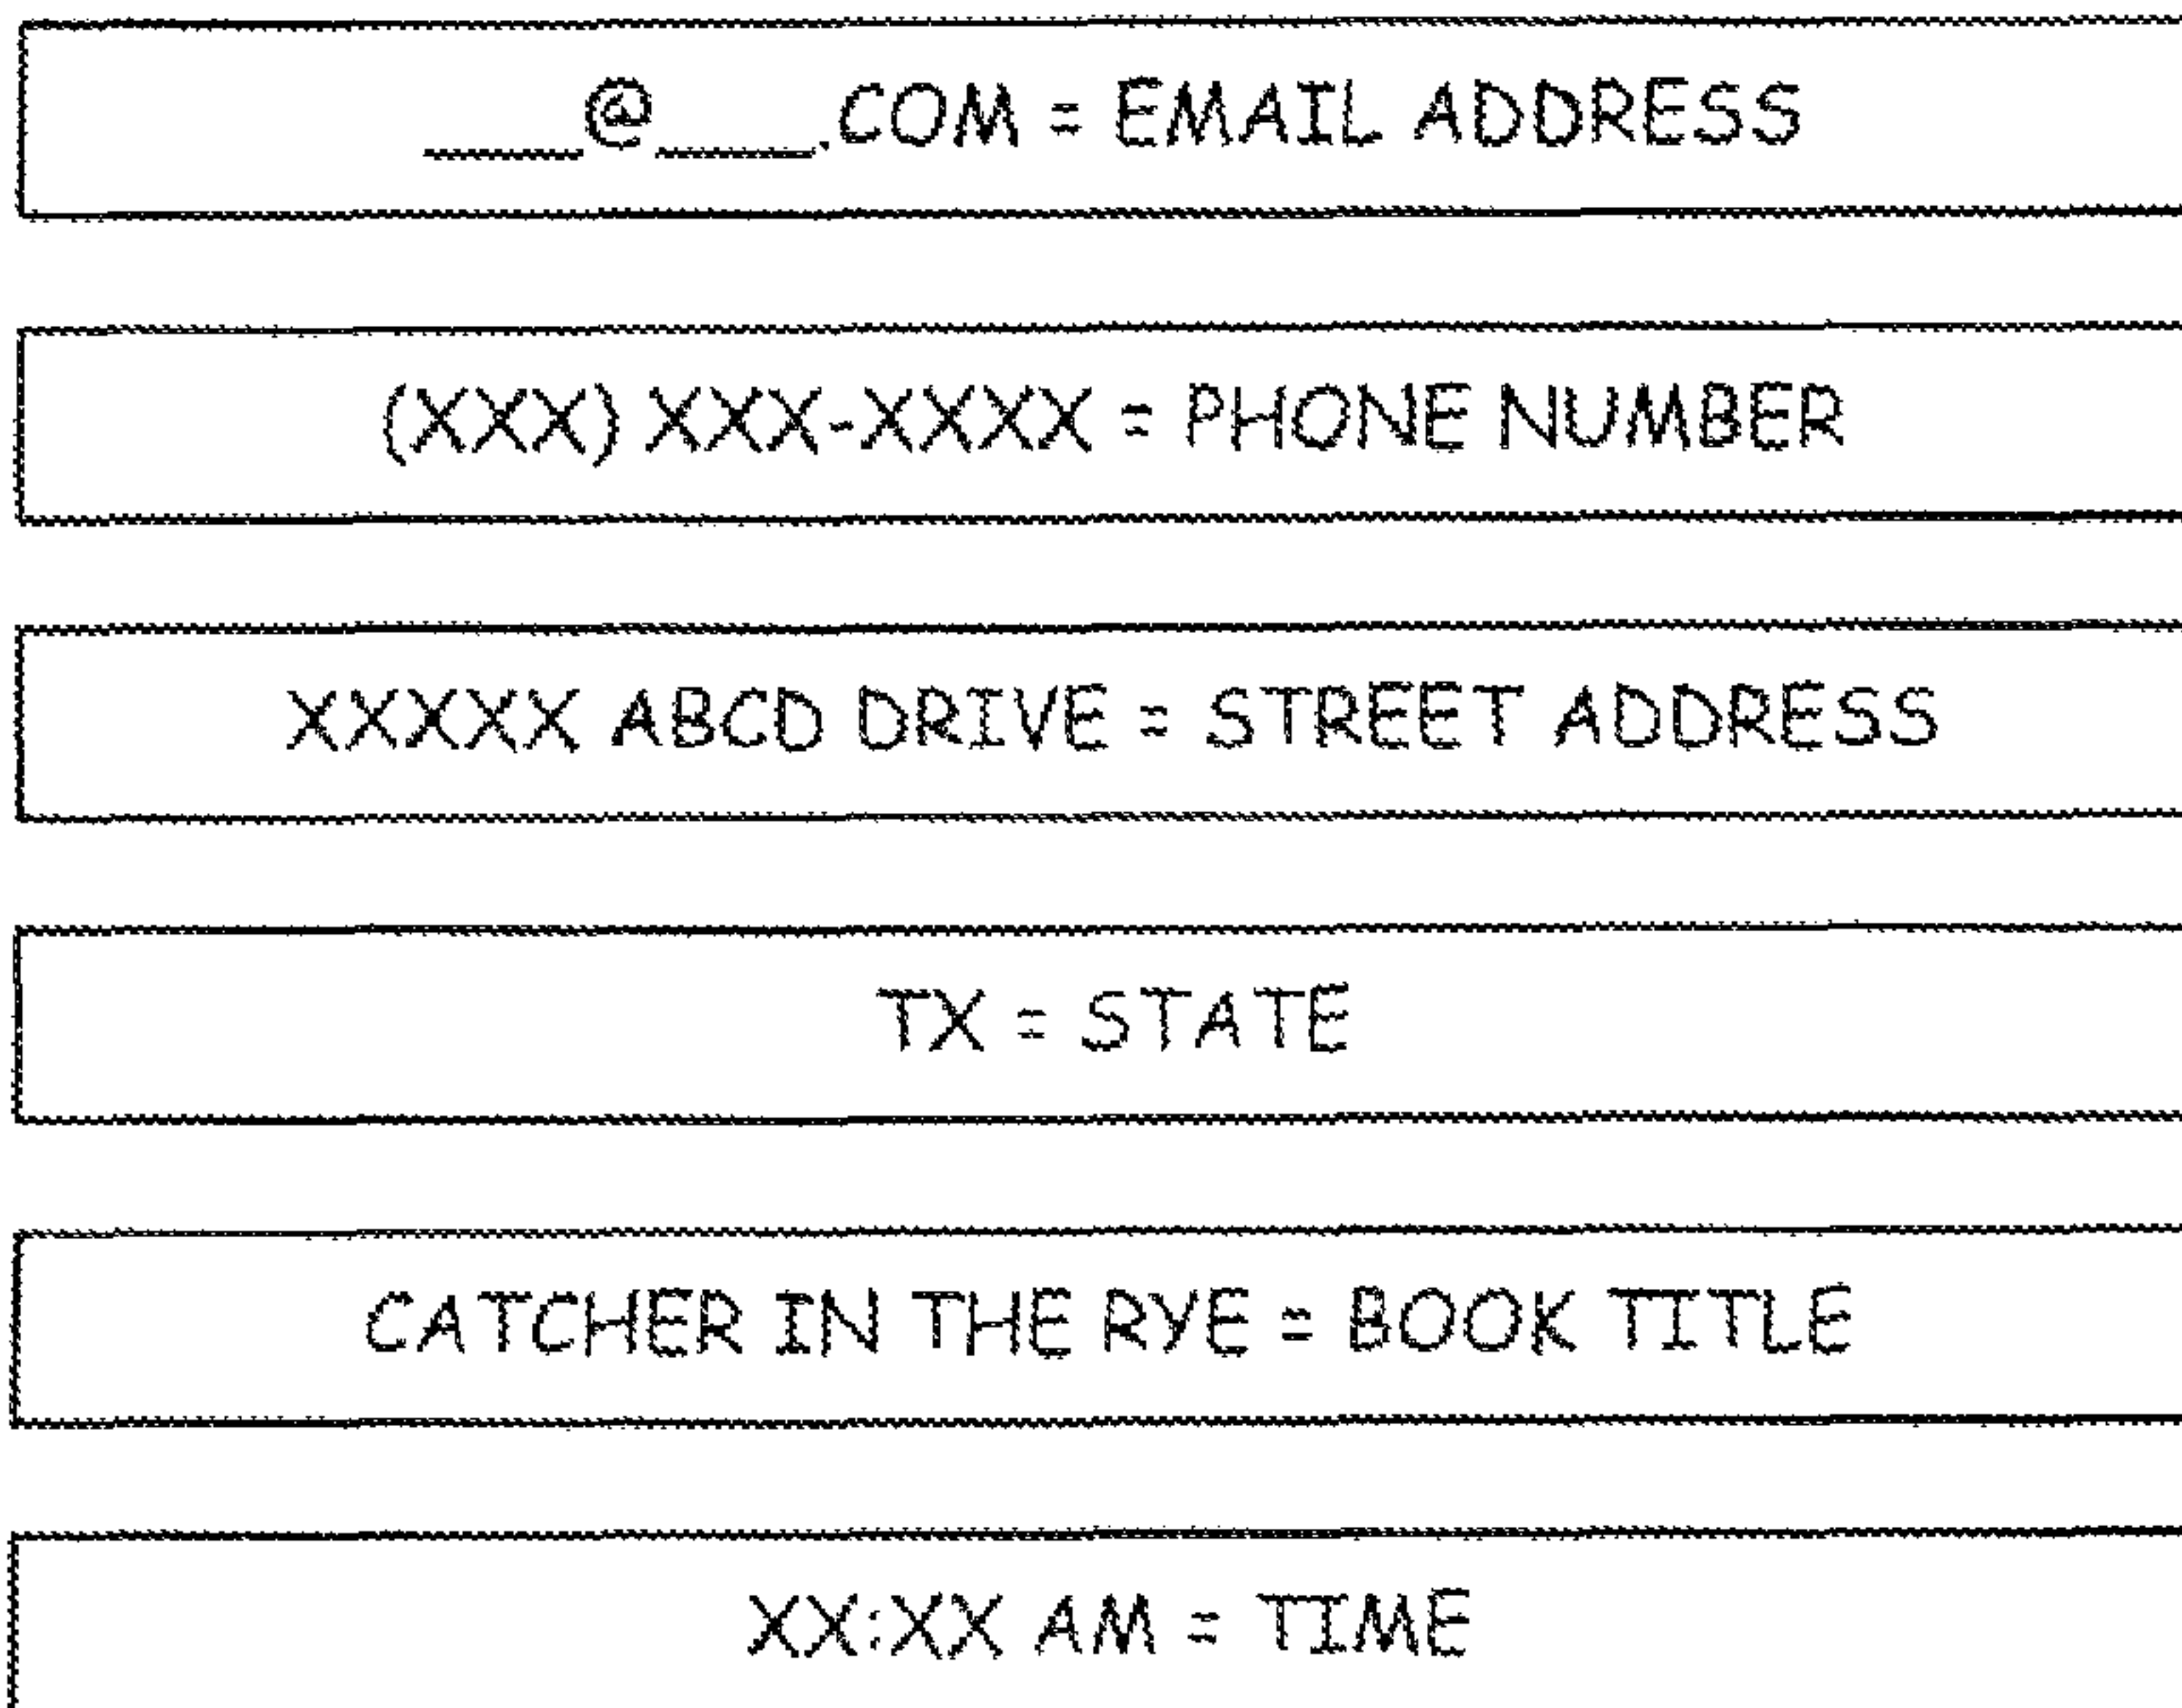 ____@____.COM = EMAIL ADDRESS
(XXX) XXX-XXXX = PHONE NUMBER
XXXXX ABCD DRIVE = STREET ADDRESS
TX = STATE
CATCHER IN THE RYE = BOOK TITLE
XX:XX AM = TIME